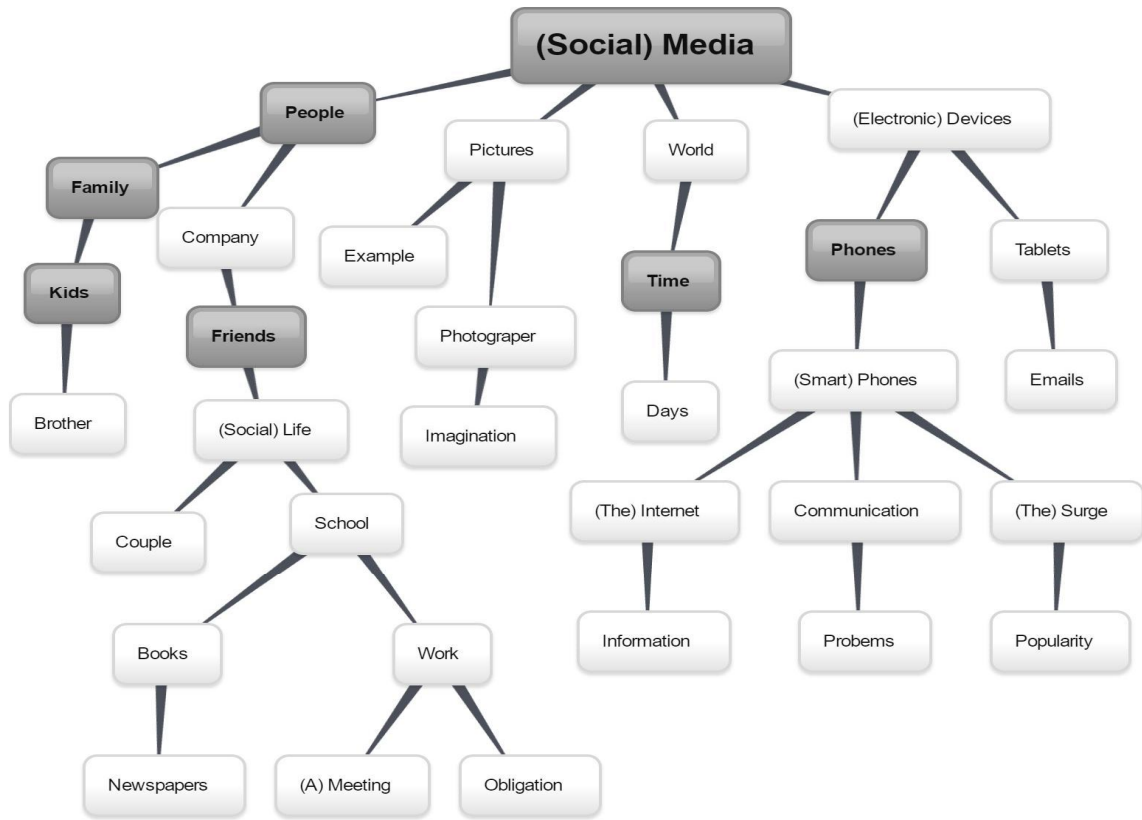 (Social) Media
People
Pictures
World
(Electronic) Devices
Family
Company
Example
Time
Phones
Tablets
Kids
Friends
Photograper
(Smart) Phones
Emails
Brother
(Social) Life
Imagination
Days
Couple
School
(The) Internet
Communication
(The) Surge
Books
Work
Information
Probems
Popularity
Newspapers
(A) Meeting
Obligation